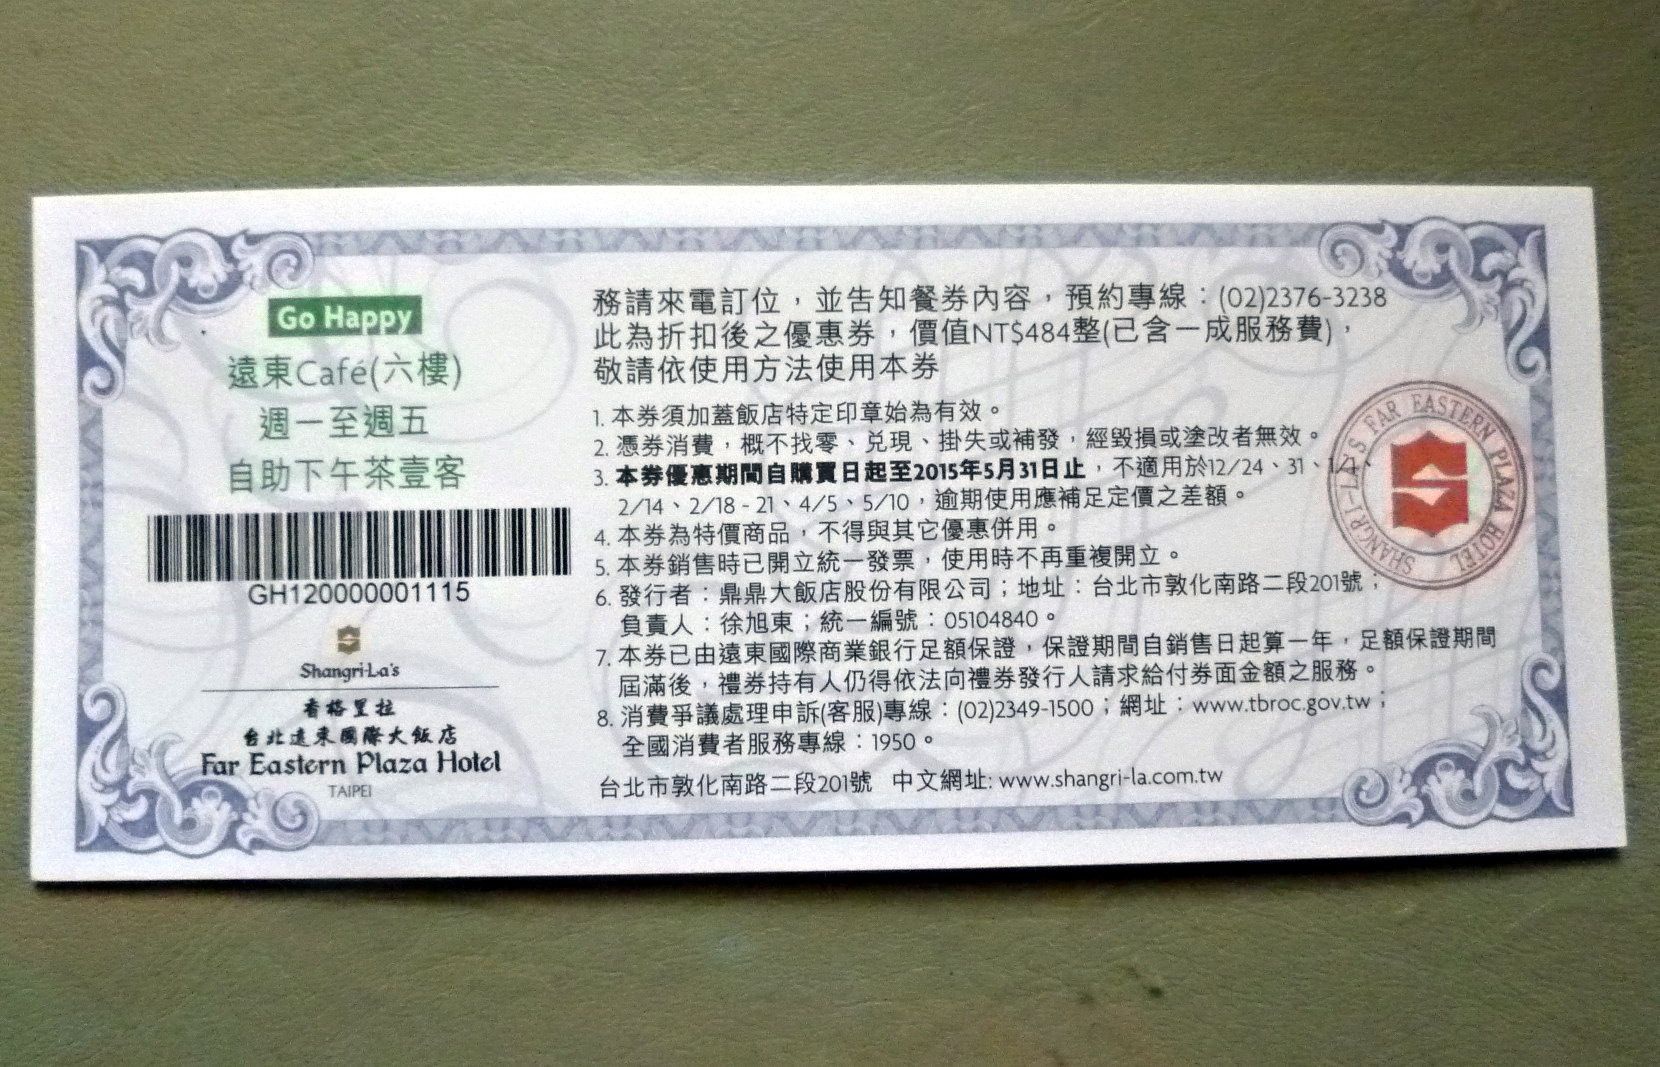 Go Happy
遠東Café(六樓)
週一至週五
自助下午茶壹客
GH120000001115
Shangri-La's
香格里拉
台北遠東國際大飯店
Far Eastern Plaza Hotel
TAIPEI
務請來電訂位，並告知餐券內容，預約專線：(02)2376-3238
此為折扣後之優惠券，價值NT$484整(已含一成服務費)，
敬請依使用方法使用本券
1. 本券須加蓋飯店特定印章始為有效。
2. 憑券消費，概不找零、兌現、掛失或補發，經毀損或塗改者無效。
3. 本券優惠期間自購買日起至2015年5月31日止，不適用於12/24、31、1/1、
2/14、2/18 - 21、4/5、5/10，逾期使用應補足定價之差額。
4. 本券為特價商品，不得與其它優惠併用。
5. 本券銷售時已開立統一發票，使用時不再重複開立。
6. 發行者：鼎鼎大飯店股份有限公司；地址：台北市敦化南路二段201號；
負責人：徐旭東；統一編號：05104840。
7. 本券已由遠東國際商業銀行足額保證，保證期間自銷售日起算一年，足額保證期間
屆滿後，禮券持有人仍得依法向禮券發行人請求給付券面金額之服務。
8. 消費爭議處理申訴(客服)專線：(02)2349-1500；網址：www.tbroc.gov.tw；
全國消費者服務專線：1950。
台北市敦化南路二段201號 中文網址: www.shangri-la.com.tw
SHANGRI-LA'S FAR EASTERN PLAZA HOTEL